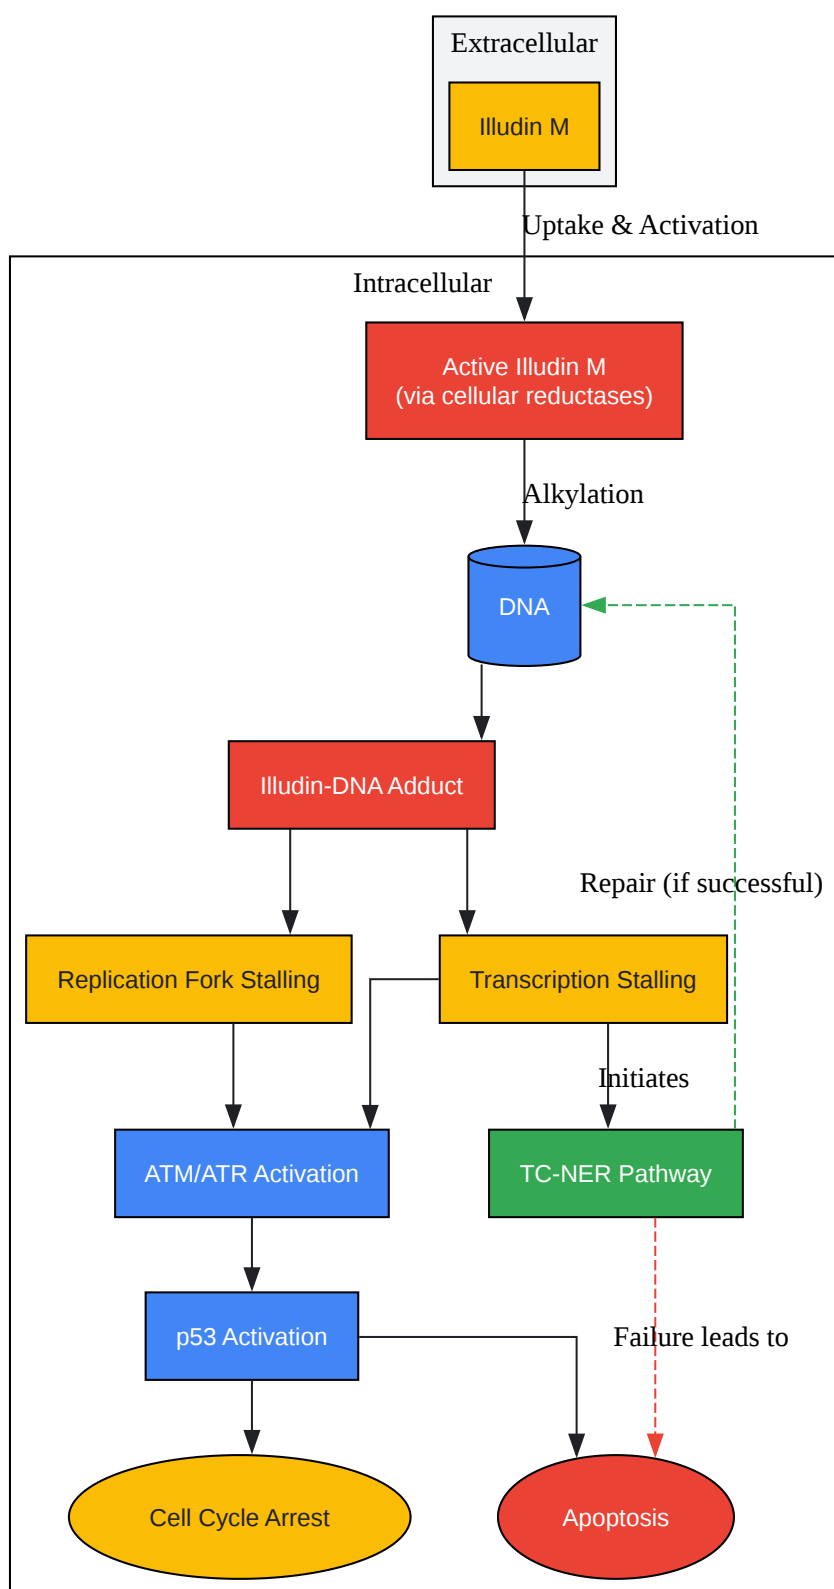 Extracellular
Illudin M
Uptake & Activation
Intracellular
Active Illudin M
(via cellular reductases)
Alkylation
DNA
Illudin-DNA Adduct
Repair (if successful)
Replication Fork Stalling
Transcription Stalling
Initiates
ATM/ATR Activation
TC-NER Pathway
p53 Activation
Failure leads to
Cell Cycle Arrest
Apoptosis